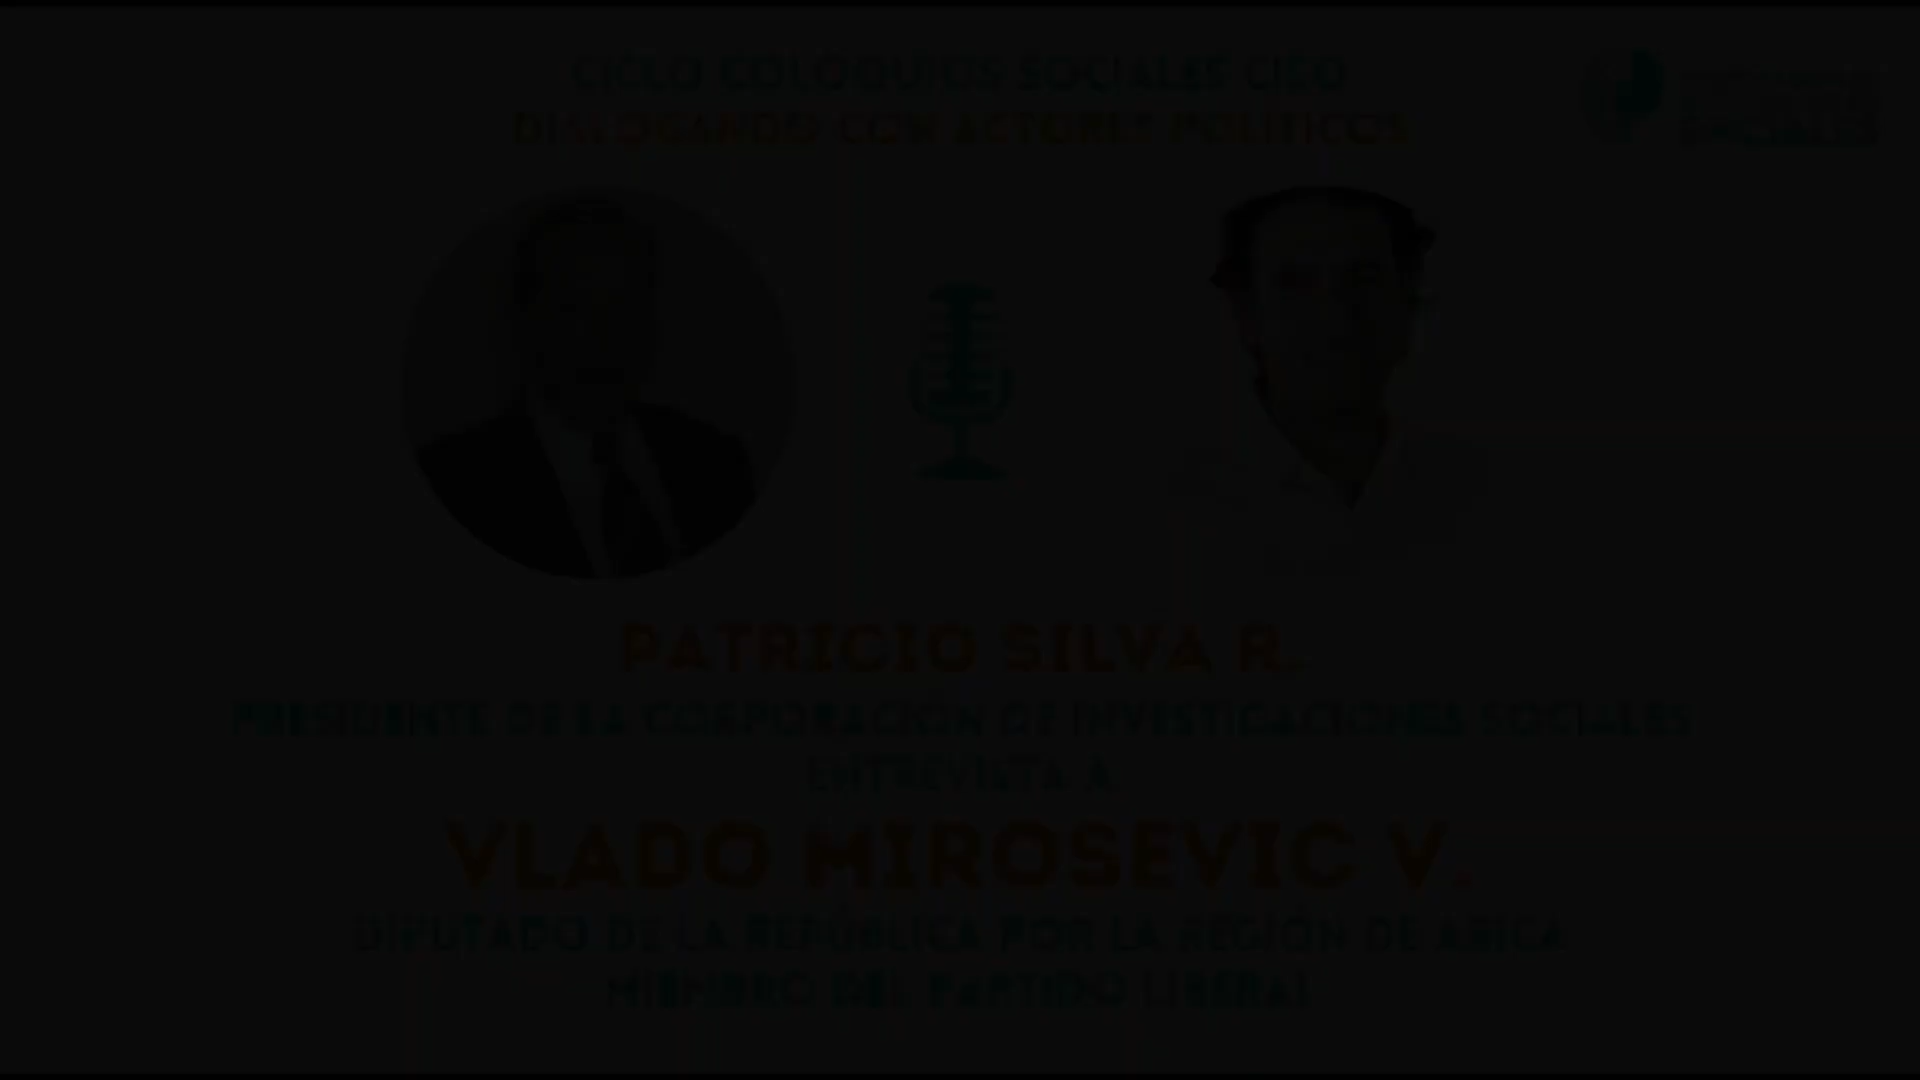 CICLO COLOQUIOS SOCIALES CISO
DIALOGANDO CON ACTORES POLÍTICOS
SOCIALES
PATRICIO SILVA R.
PRESIDENTE DE LA CORPORACIÓN DE INVESTIGACIONES SOCIALES
ENTREVISTA A
VLADO MIROSEVIC V.
DIPUTADO DE LA REPÚBLICA POR LA REGIÓN DE ARICA
MIEMBRO DEL PARTIDO LIBERAL